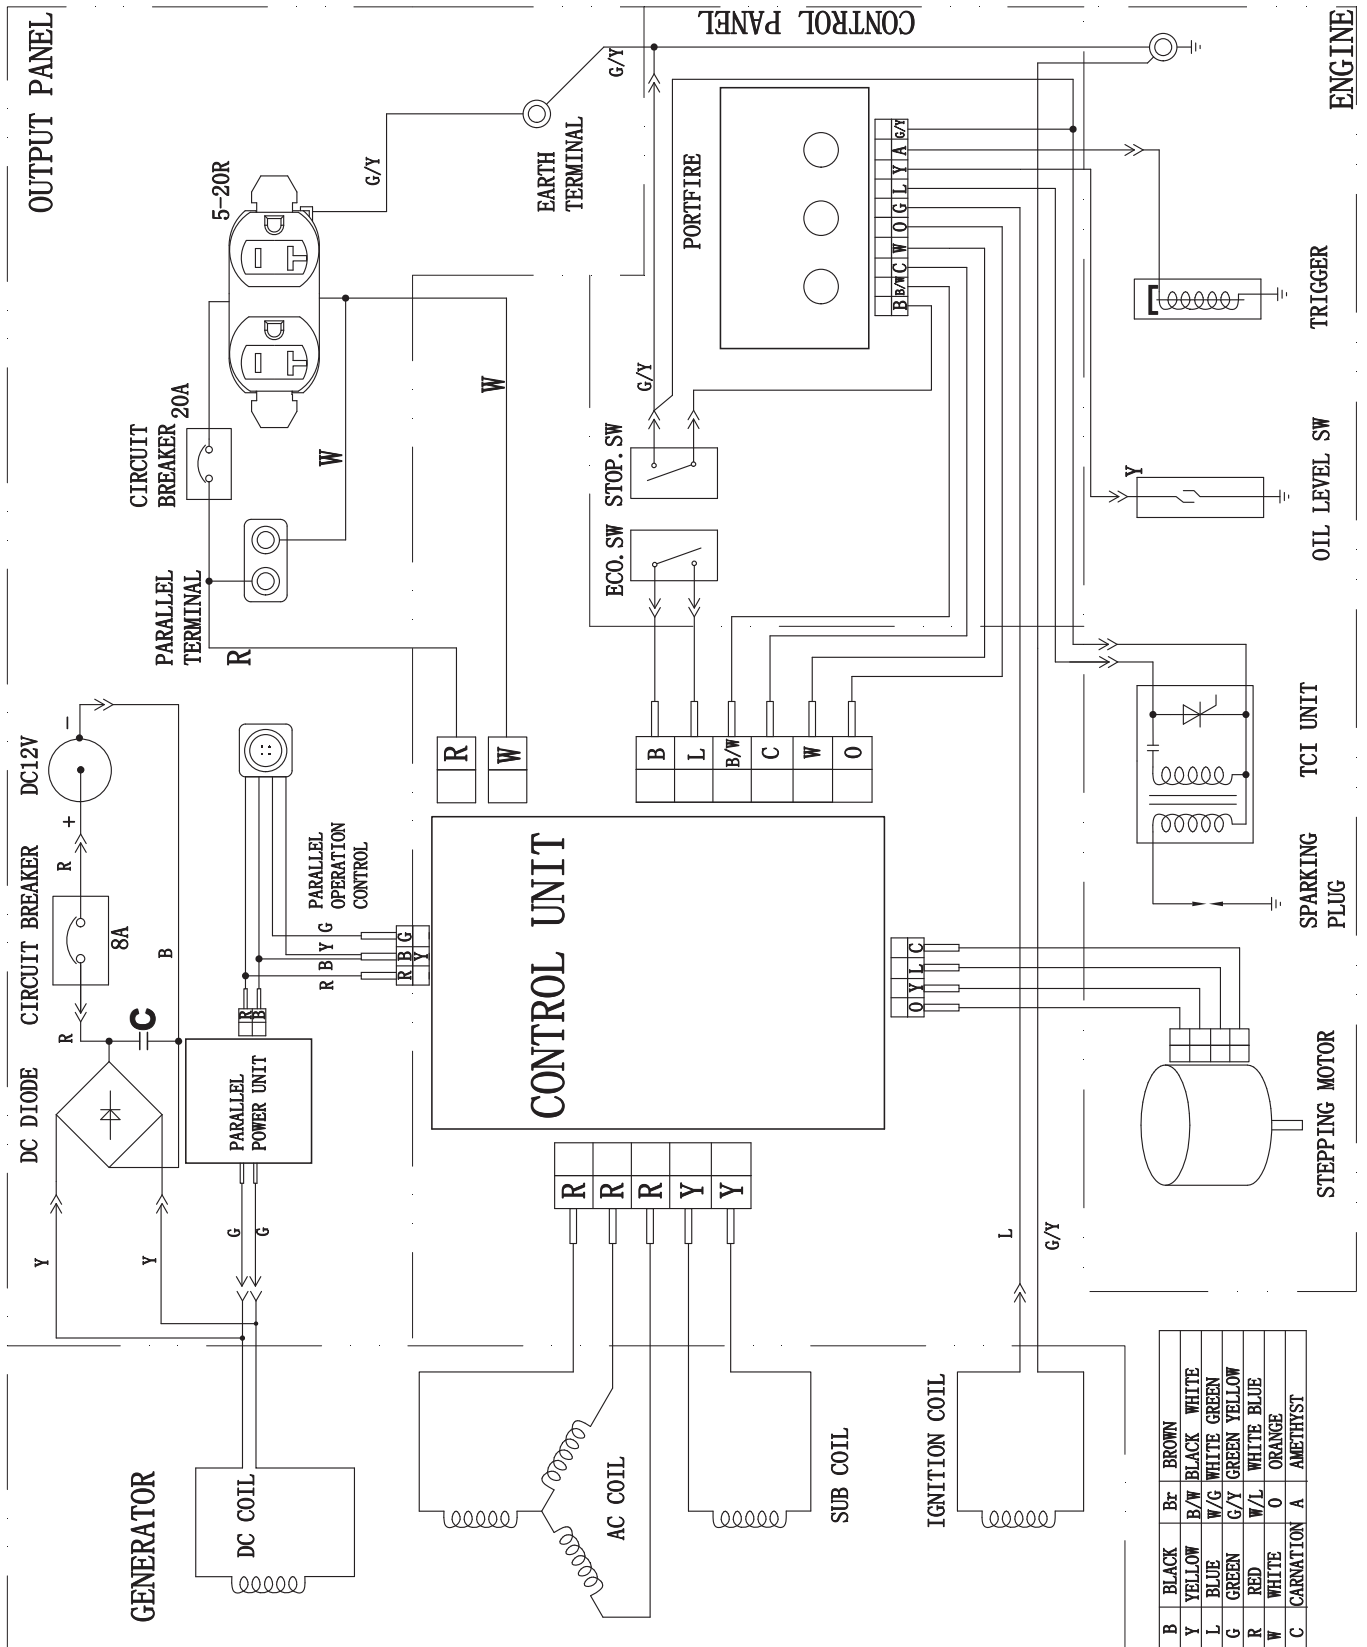 OUTPUT PANEL
CONTROL PANEL
ENGINE
GENERATOR
DC12V
-
+
R
CIRCUIT BREAKER
8A
R
C
B
DC DIODE
Y
Y
PARALLEL
POWER UNIT
R
B
G
G
DC COIL
PARALLEL
OPERATION
CONTROL
R
B
Y
G
R
B
Y
G
PARALLEL
TERMINAL
R
CIRCUIT
BREAKER
20A
5-20R
W
W
G/Y
EARTH
TERMINAL
G/Y
G/Y
R
W
CONTROL UNIT
ECO.SW
STOP.SW
PORTFIRE
B
B/W
C
W
O
G
L
Y
A
G/Y
B
L
B/W
C
W
O
O
Y
L
C
R
R
R
Y
Y
AC COIL
SUB COIL
IGNITION COIL
L
G/Y
STEPPING MOTOR
SPARKING
PLUG
TCI UNIT
OIL LEVEL SW
Y
TRIGGER
B BLACK Br BROWN
Y YELLOW B/W BLACK WHITE
L BLUE W/G WHITE GREEN
G GREEN G/Y GREEN YELLOW
R RED W/L WHITE BLUE
W WHITE O ORANGE
C CARNATION A AMETHYST